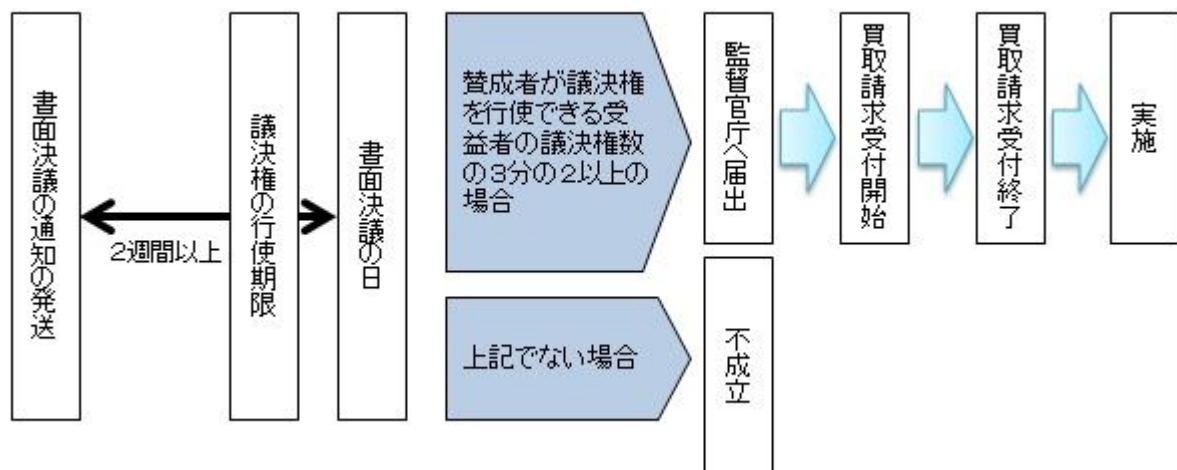 書面決議の通知の発送
2週間以上
議決権の行使期限
書面決議の日
賛成者が議決権
を行使できる受
益者の議決権数
の3分の2以上の
場合
上記でない場合
監督官庁へ届出
不成立
買取請求受付開始
買取請求受付終了
実施